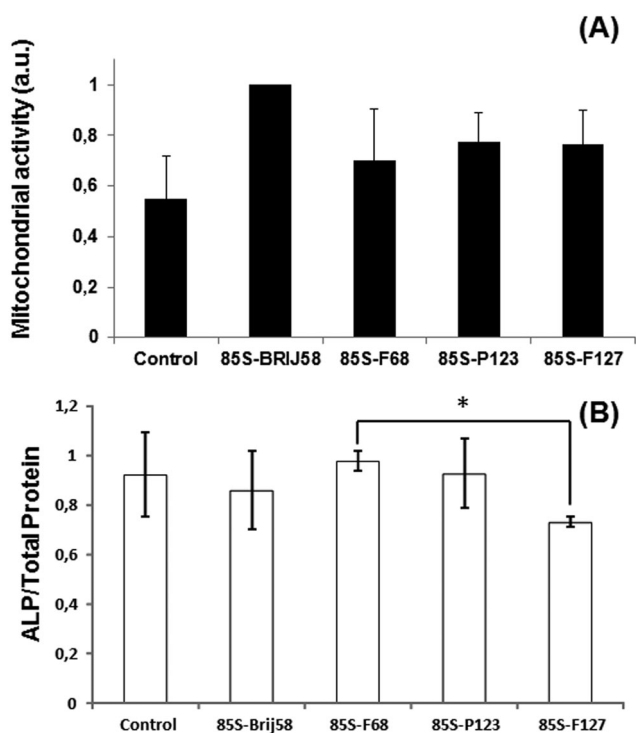 (A)
Mitochondrial activity (a.u.)
1
0,8
0,6
0,4
0,2
0
Control 85S-BRIJ58 85S-F68 85S-P123 85S-F127
(B)
*
ALP/Total Protein
1,2
1
0,8
0,6
0,4
0,2
0
Control 85S-Brij58 85S-F68 85S-P123 85S-F127